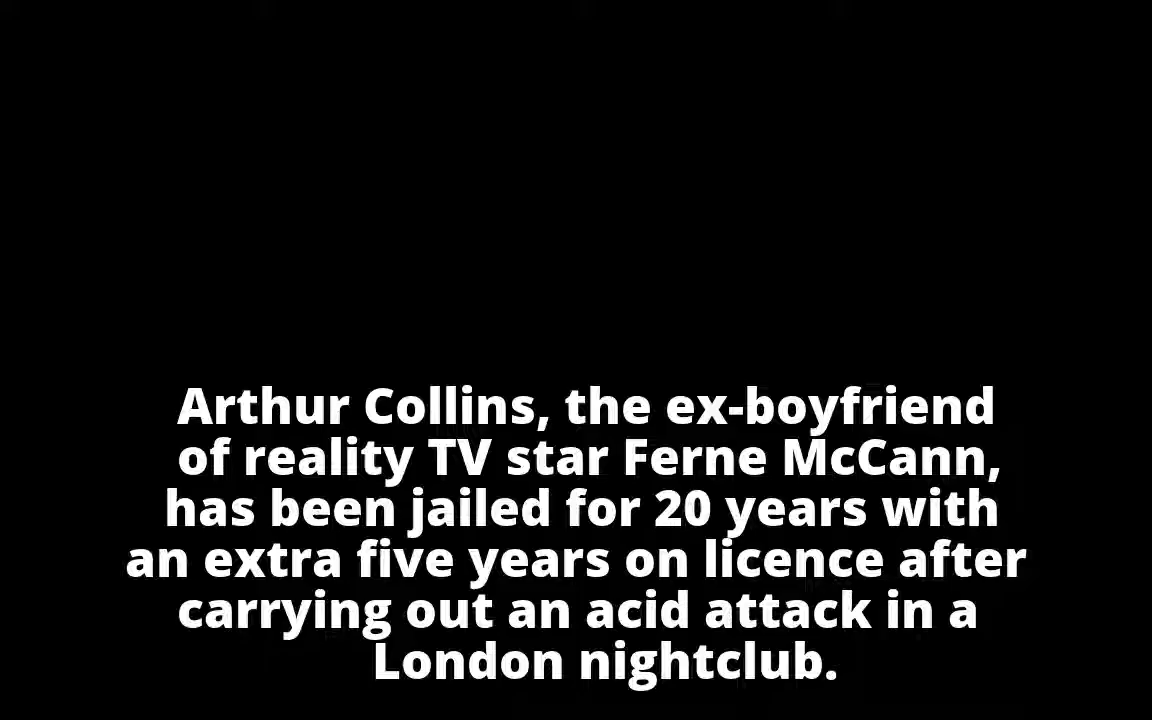 Arthur Collins, the ex-boyfriend
of reality TV star Ferne McCann,
has been jailed for 20 years with
an extra five years on licence after
carrying out an acid attack in a
London nightclub.